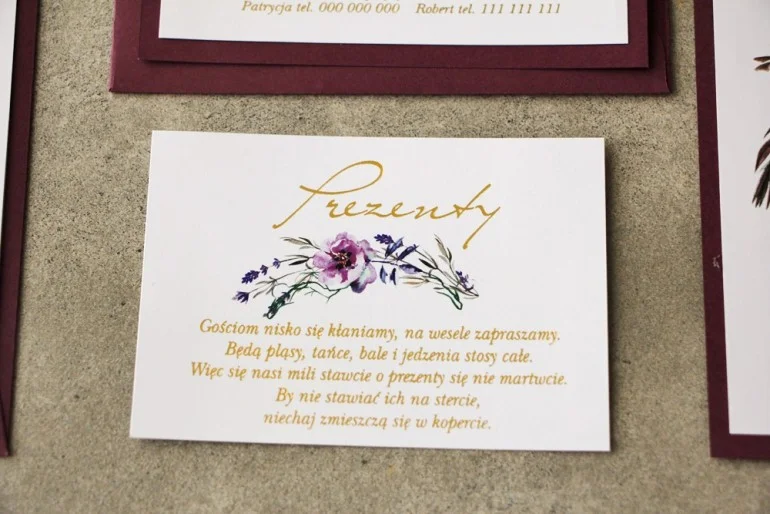 Patrycja tel. 000 000 000 Robert tel. 111 111 111
Prezenty
Gościom nisko się kłaniamy, na wesele zapraszamy.
Będą pląsy, tańce, bale i jedzenia stosy całe.
Więc się nasi mili stawcie o prezenty się nie martwcie.
By nie stawiać ich na stercie,
niechaj zmieszczą się w kopercie.